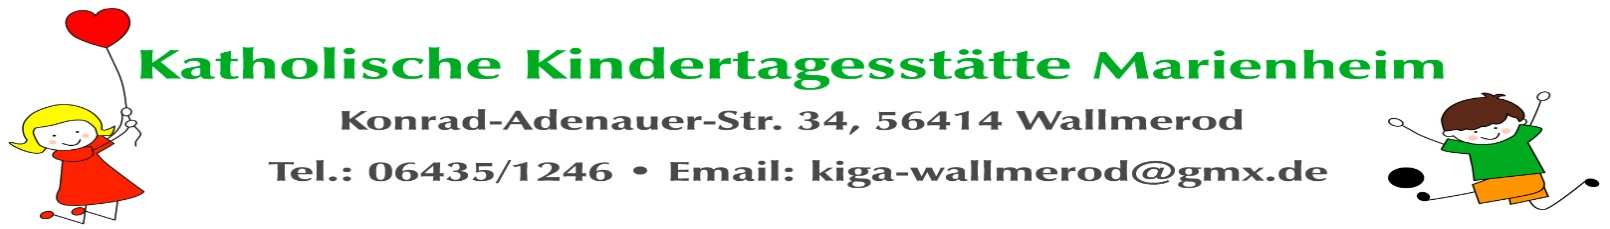 Katholische Kindertagesstätte Marienheim
Konrad-Adenauer-Str. 34, 56414 Wallmerod
Tel.: 06435/1246 • Email: kiga-wallmerod@gmx.de